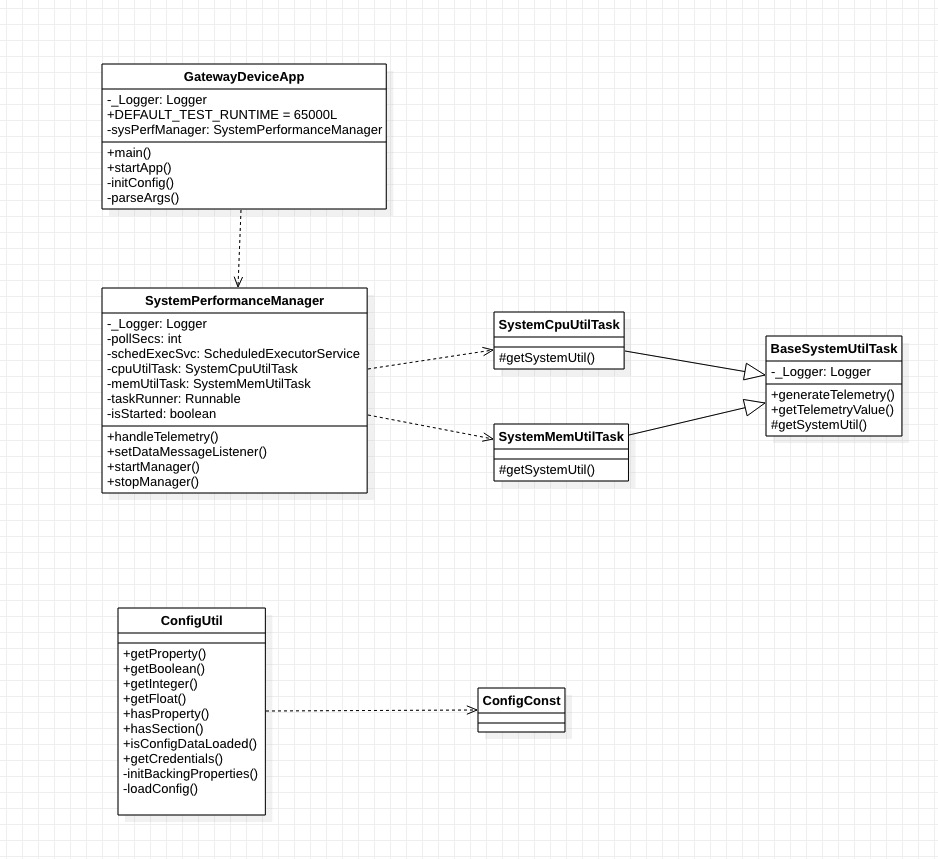 GatewayDeviceApp
-_Logger: Logger
+DEFAULT_TEST_RUNTIME = 65000L
-sysPerfManager: SystemPerformanceManager
+main()
+startApp()
-initConfig()
-parseArgs()
SystemPerformanceManager
-_Logger: Logger
-pollSecs: int
-schedExecSvc: ScheduledExecutorService
-cpuUtilTask: SystemCpuUtilTask
-memUtilTask: SystemMemUtilTask
-taskRunner: Runnable
-isStarted: boolean
+handleTelemetry()
+setDataMessageListener()
+startManager()
+stopManager()
SystemCpuUtilTask
#getSystemUtil()
SystemMemUtilTask
#getSystemUtil()
BaseSystemUtilTask
-_Logger: Logger
+generateTelemetry()
+getTelemetryValue()
#getSystemUtil()
ConfigUtil
+getProperty()
+getBoolean()
+getInteger()
+getFloat()
+hasProperty()
+hasSection()
+isConfigDataLoaded()
+getCredentials()
-initBackingProperties()
-loadConfig()
ConfigConst